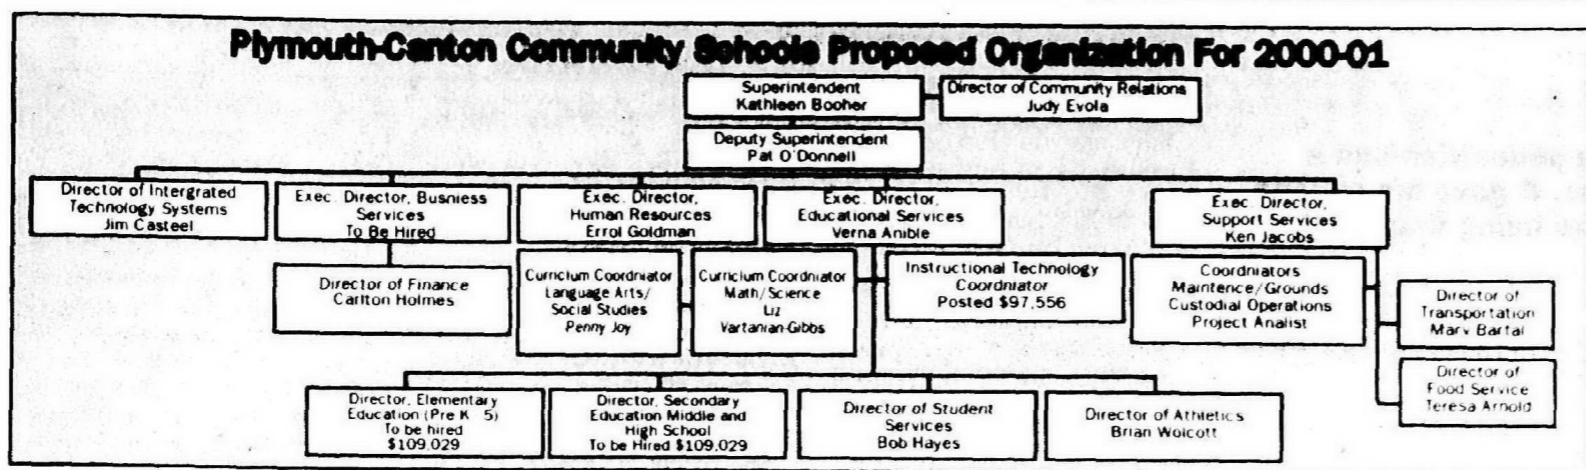 Plymouth-Canton Community Schools Proposed Organization For 2000-01
Superintendent
Kathleen Booher
Director of Community Relations
Judy Evola
Deputy Superintendent
Pat O'Donnell
Director of Intergrated
Technology Systems
Jim Casteel
Exec. Director, Busniess
Services
To Be Hired
Exec. Director,
Human Resources
Errol Goldman
Exec. Director,
Educational Services
Verna Anible
Exec. Director,
Support Services
Ken Jacobs
Director of Finance
Carlton Holmes
Curriclum Coordniator
Language Arts/
Social Studies
Penny Joy
Curriclum Coordniator
Math/Science
Liz
Vartanian-Gibbs
Instructional Technology
Coordniator
Posted $97,556
Coordniators
Maintence/Grounds
Custodial Operations
Project Analist
Director of
Transportation
Marv Bartal
Director of
Food Service
Teresa Arnold
Director, Elementary
Education (Pre K 5)
To be hired
$109,029
Director, Secondary
Education Middle and
High School
To be Hired $109,029
Director of Student
Services
Bob Hayes
Director of Athletics
Brian Wolcott